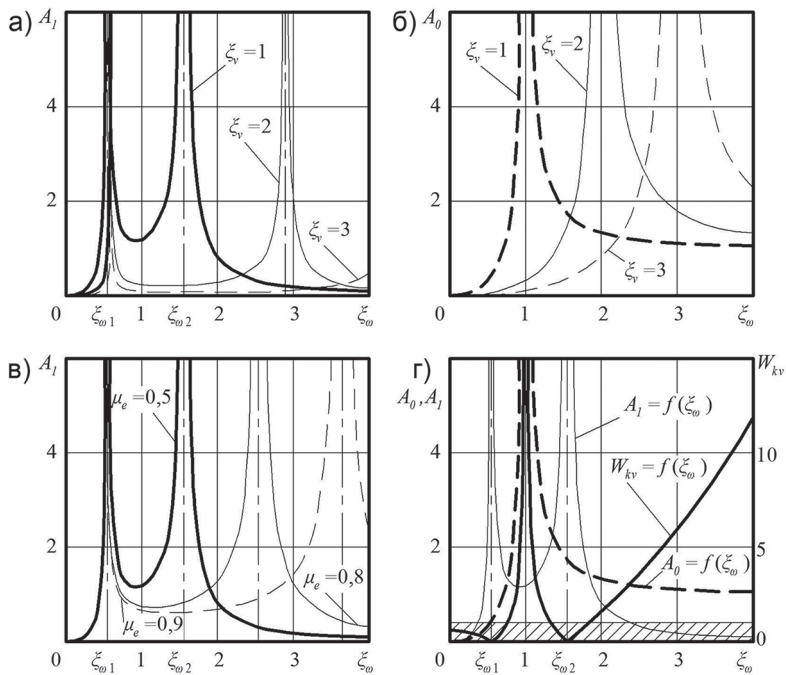 а) A₁ б) A₀
ξᵥ=1 ξᵥ=1 ξᵥ=2
4 4
ξᵥ=2
2 2
ξᵥ=3 ξᵥ=3
0 ξω 1 1 ξω 2 2 3 ξω 0 1 2 3 ξω
в) A₁ г) Wkv
μₑ=0,5 A₀,A₁ A₁=f(ξω)
Wkv=f(ξω) 10
4 4
2 2 5
μₑ=0,8 A₀=f(ξω)
μₑ=0,9
0
0 ξω 1 1 ξω 2 2 3 ξω 0 ξω 1 1 ξω 2 2 3 ξω